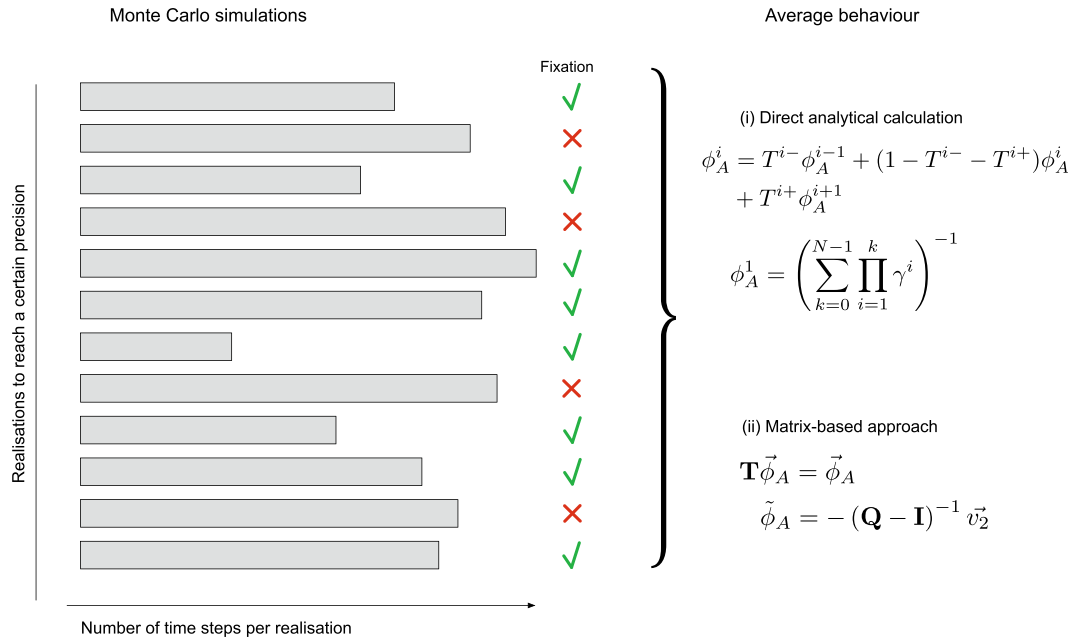 Monte Carlo simulations
Average behaviour
Fixation
Realisations to reach a certain precision
Number of time steps per realisation
(i) Direct analytical calculation
$\phi_A^i = T^{i-}\phi_A^{i-1} + (1 - T^{i-} - T^{i+})\phi_A^i$
$+ T^{i+}\phi_A^{i+1}$
$\phi_A^1 = \left(\sum_{k=0}^{N-1} \prod_{i=1}^{k} \gamma^i\right)^{-1}$
(ii) Matrix-based approach
$\mathbf{T}\vec{\phi}_A = \vec{\phi}_A$
$\tilde{\phi}_A = -(\mathbf{Q} - \mathbf{I})^{-1}\vec{v_2}$